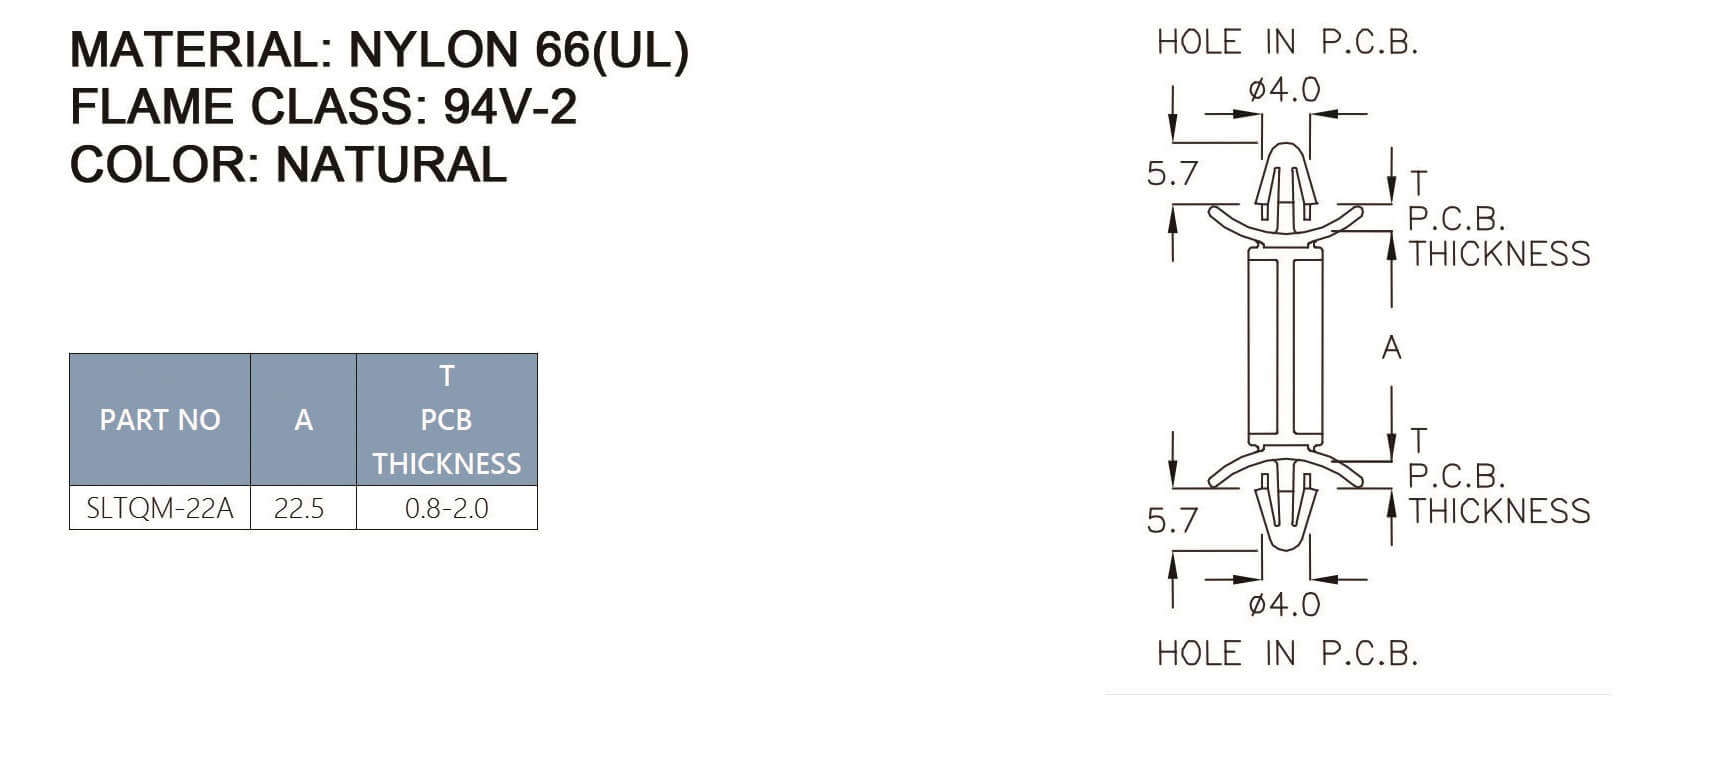 MATERIAL: NYLON 66(UL)
FLAME CLASS: 94V-2
COLOR: NATURAL
PART NO A T PCB THICKNESS
SLTQM-22A 22.5 0.8-2.0
HOLE IN P.C.B.
ø4.0
5.7
T
P.C.B.
THICKNESS
A
T
P.C.B.
THICKNESS
5.7
ø4.0
HOLE IN P.C.B.